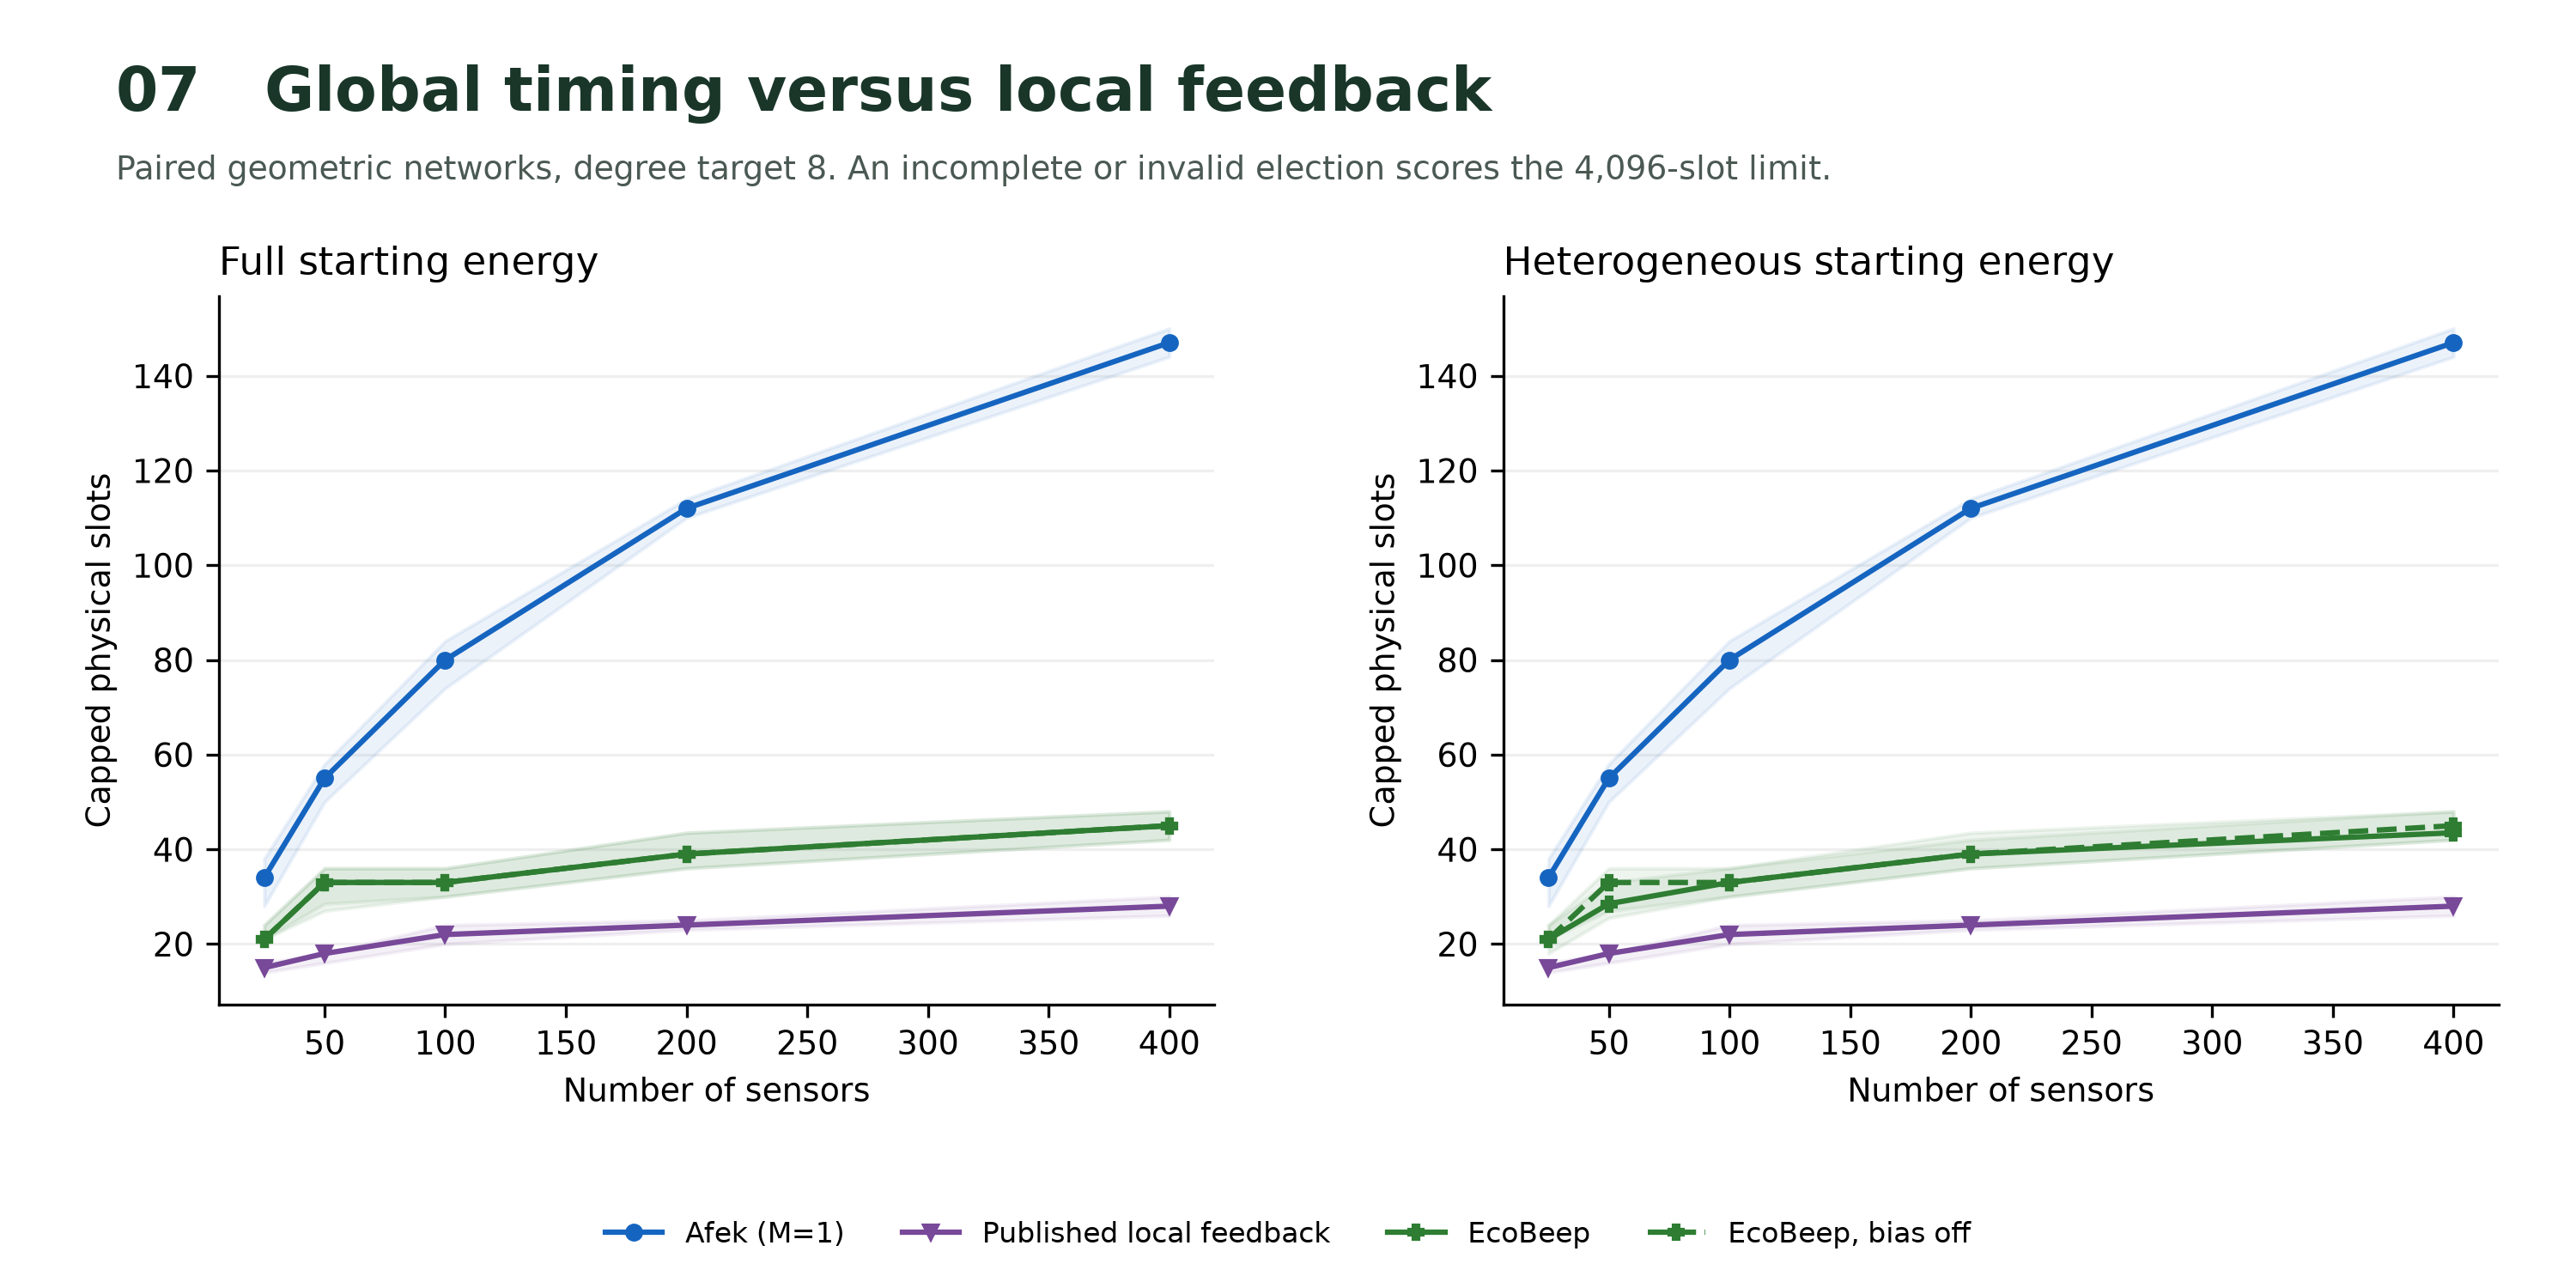 07 Global timing versus local feedback
Paired geometric networks, degree target 8. An incomplete or invalid election scores the 4,096-slot limit.
Full starting energy
Capped physical slots
140
120
100
80
60
40
20
50 100 150 200 250 300 350 400
Number of sensors
Heterogeneous starting energy
Capped physical slots
140
120
100
80
60
40
20
50 100 150 200 250 300 350 400
Number of sensors
Afek (M=1) Published local feedback EcoBeep EcoBeep, bias off